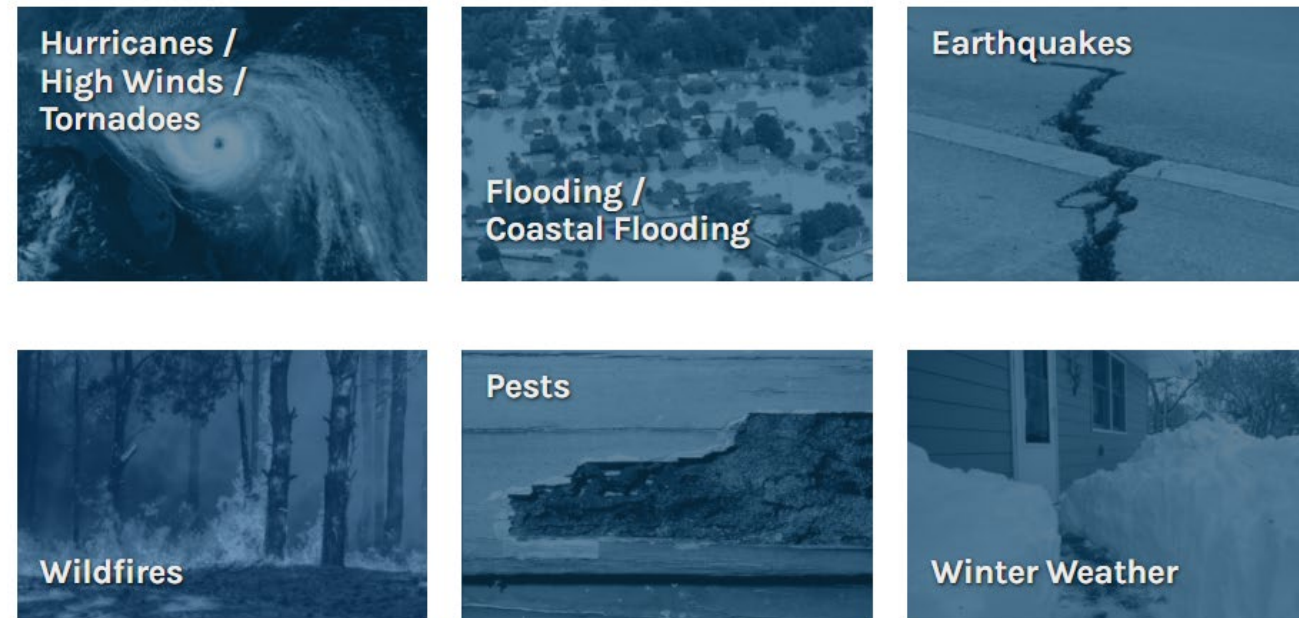 Hurricanes /
High Winds /
Tornadoes
Flooding /
Coastal Flooding
Earthquakes
Wildfires
Pests
Winter Weather